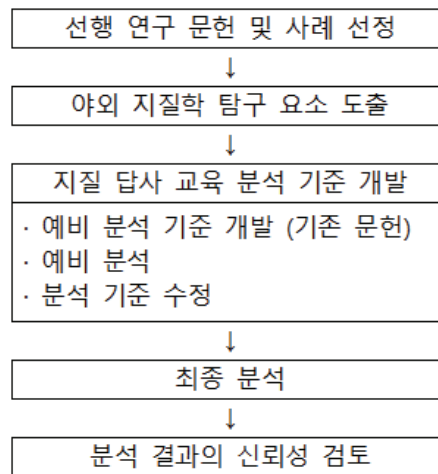 선행 연구 문헌 및 사례 선정
↓
야외 지질학 탐구 요소 도출
↓
지질 답사 교육 분석 기준 개발
· 예비 분석 기준 개발 (기존 문헌)
· 예비 분석
· 분석 기준 수정
↓
최종 분석
↓
분석 결과의 신뢰성 검토